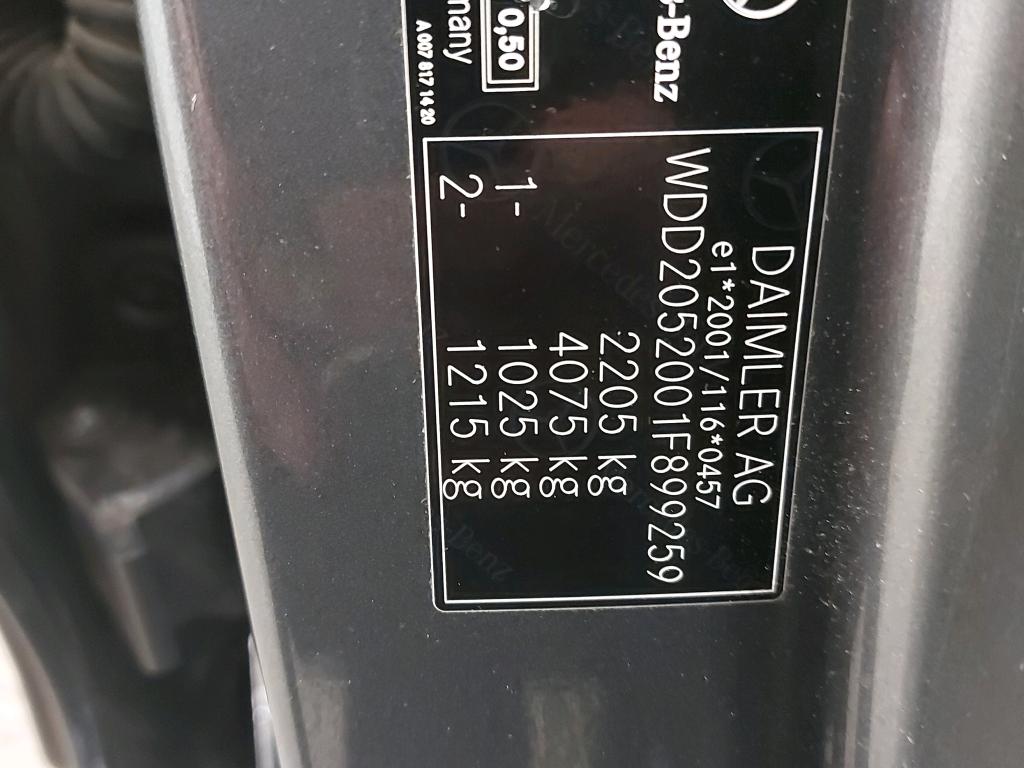 s-Benz
0,50
many
A 007 817 14 20
DAIMLER AG
e1*2001/116*0457
WDD2052001F899259
2205 kg
4075 kg
1- 1025 kg
2- 1215 kg